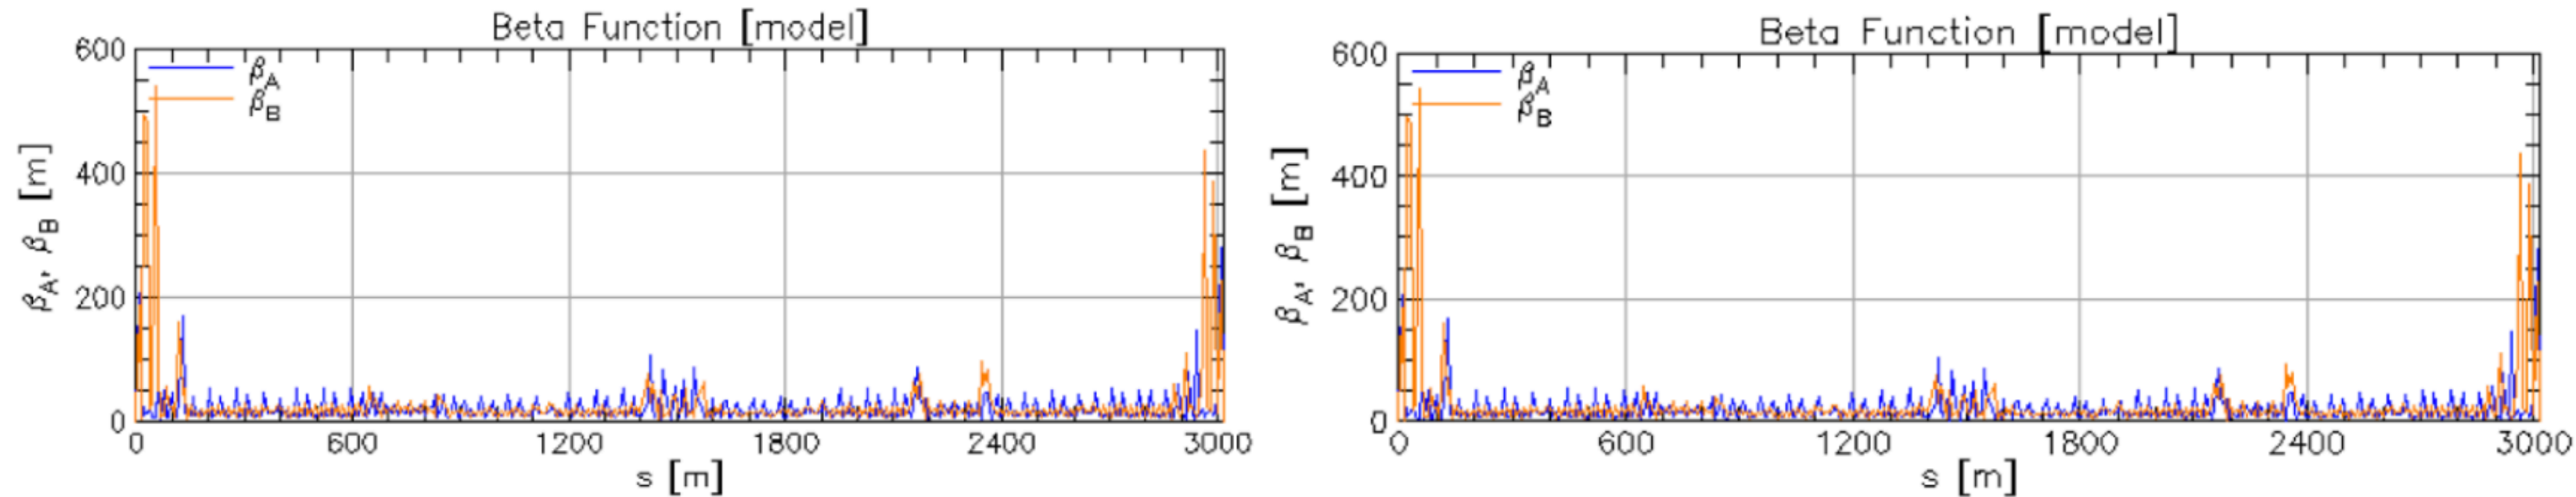 Beta Function [model]
β_A
β_B
β_A, β_B [m]
600
400
200
0
0 600 1200 1800 2400 3000
s [m]
Beta Function [model]
β_A
β_B
β_A, β_B [m]
600
400
200
0
0 600 1200 1800 2400 3000
s [m]